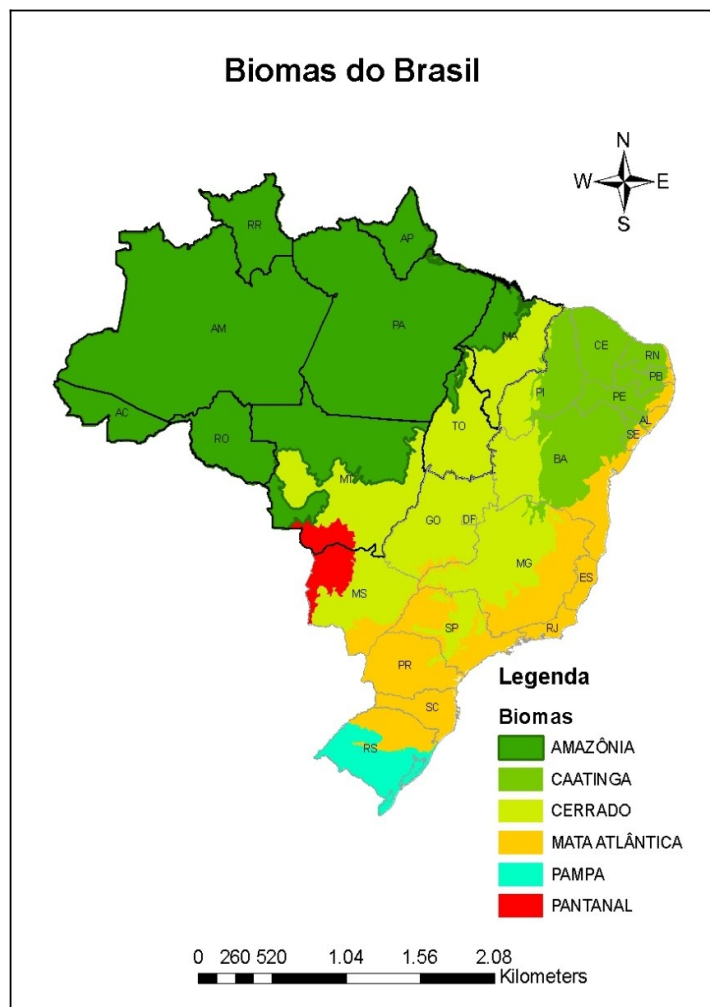 Biomas do Brasil
N
W E
S
RR
AP
AM
PA
MA
CE
RN
PB
PI
PE
AL
SE
AC
RO
TO
BA
MT
GO
DF
MG
ES
MS
SP
RJ
PR
SC
RS
Legenda
Biomas
AMAZÔNIA
CAATINGA
CERRADO
MATA ATLÂNTICA
PAMPA
PANTANAL
0 260 520 1.04 1.56 2.08
Kilometers